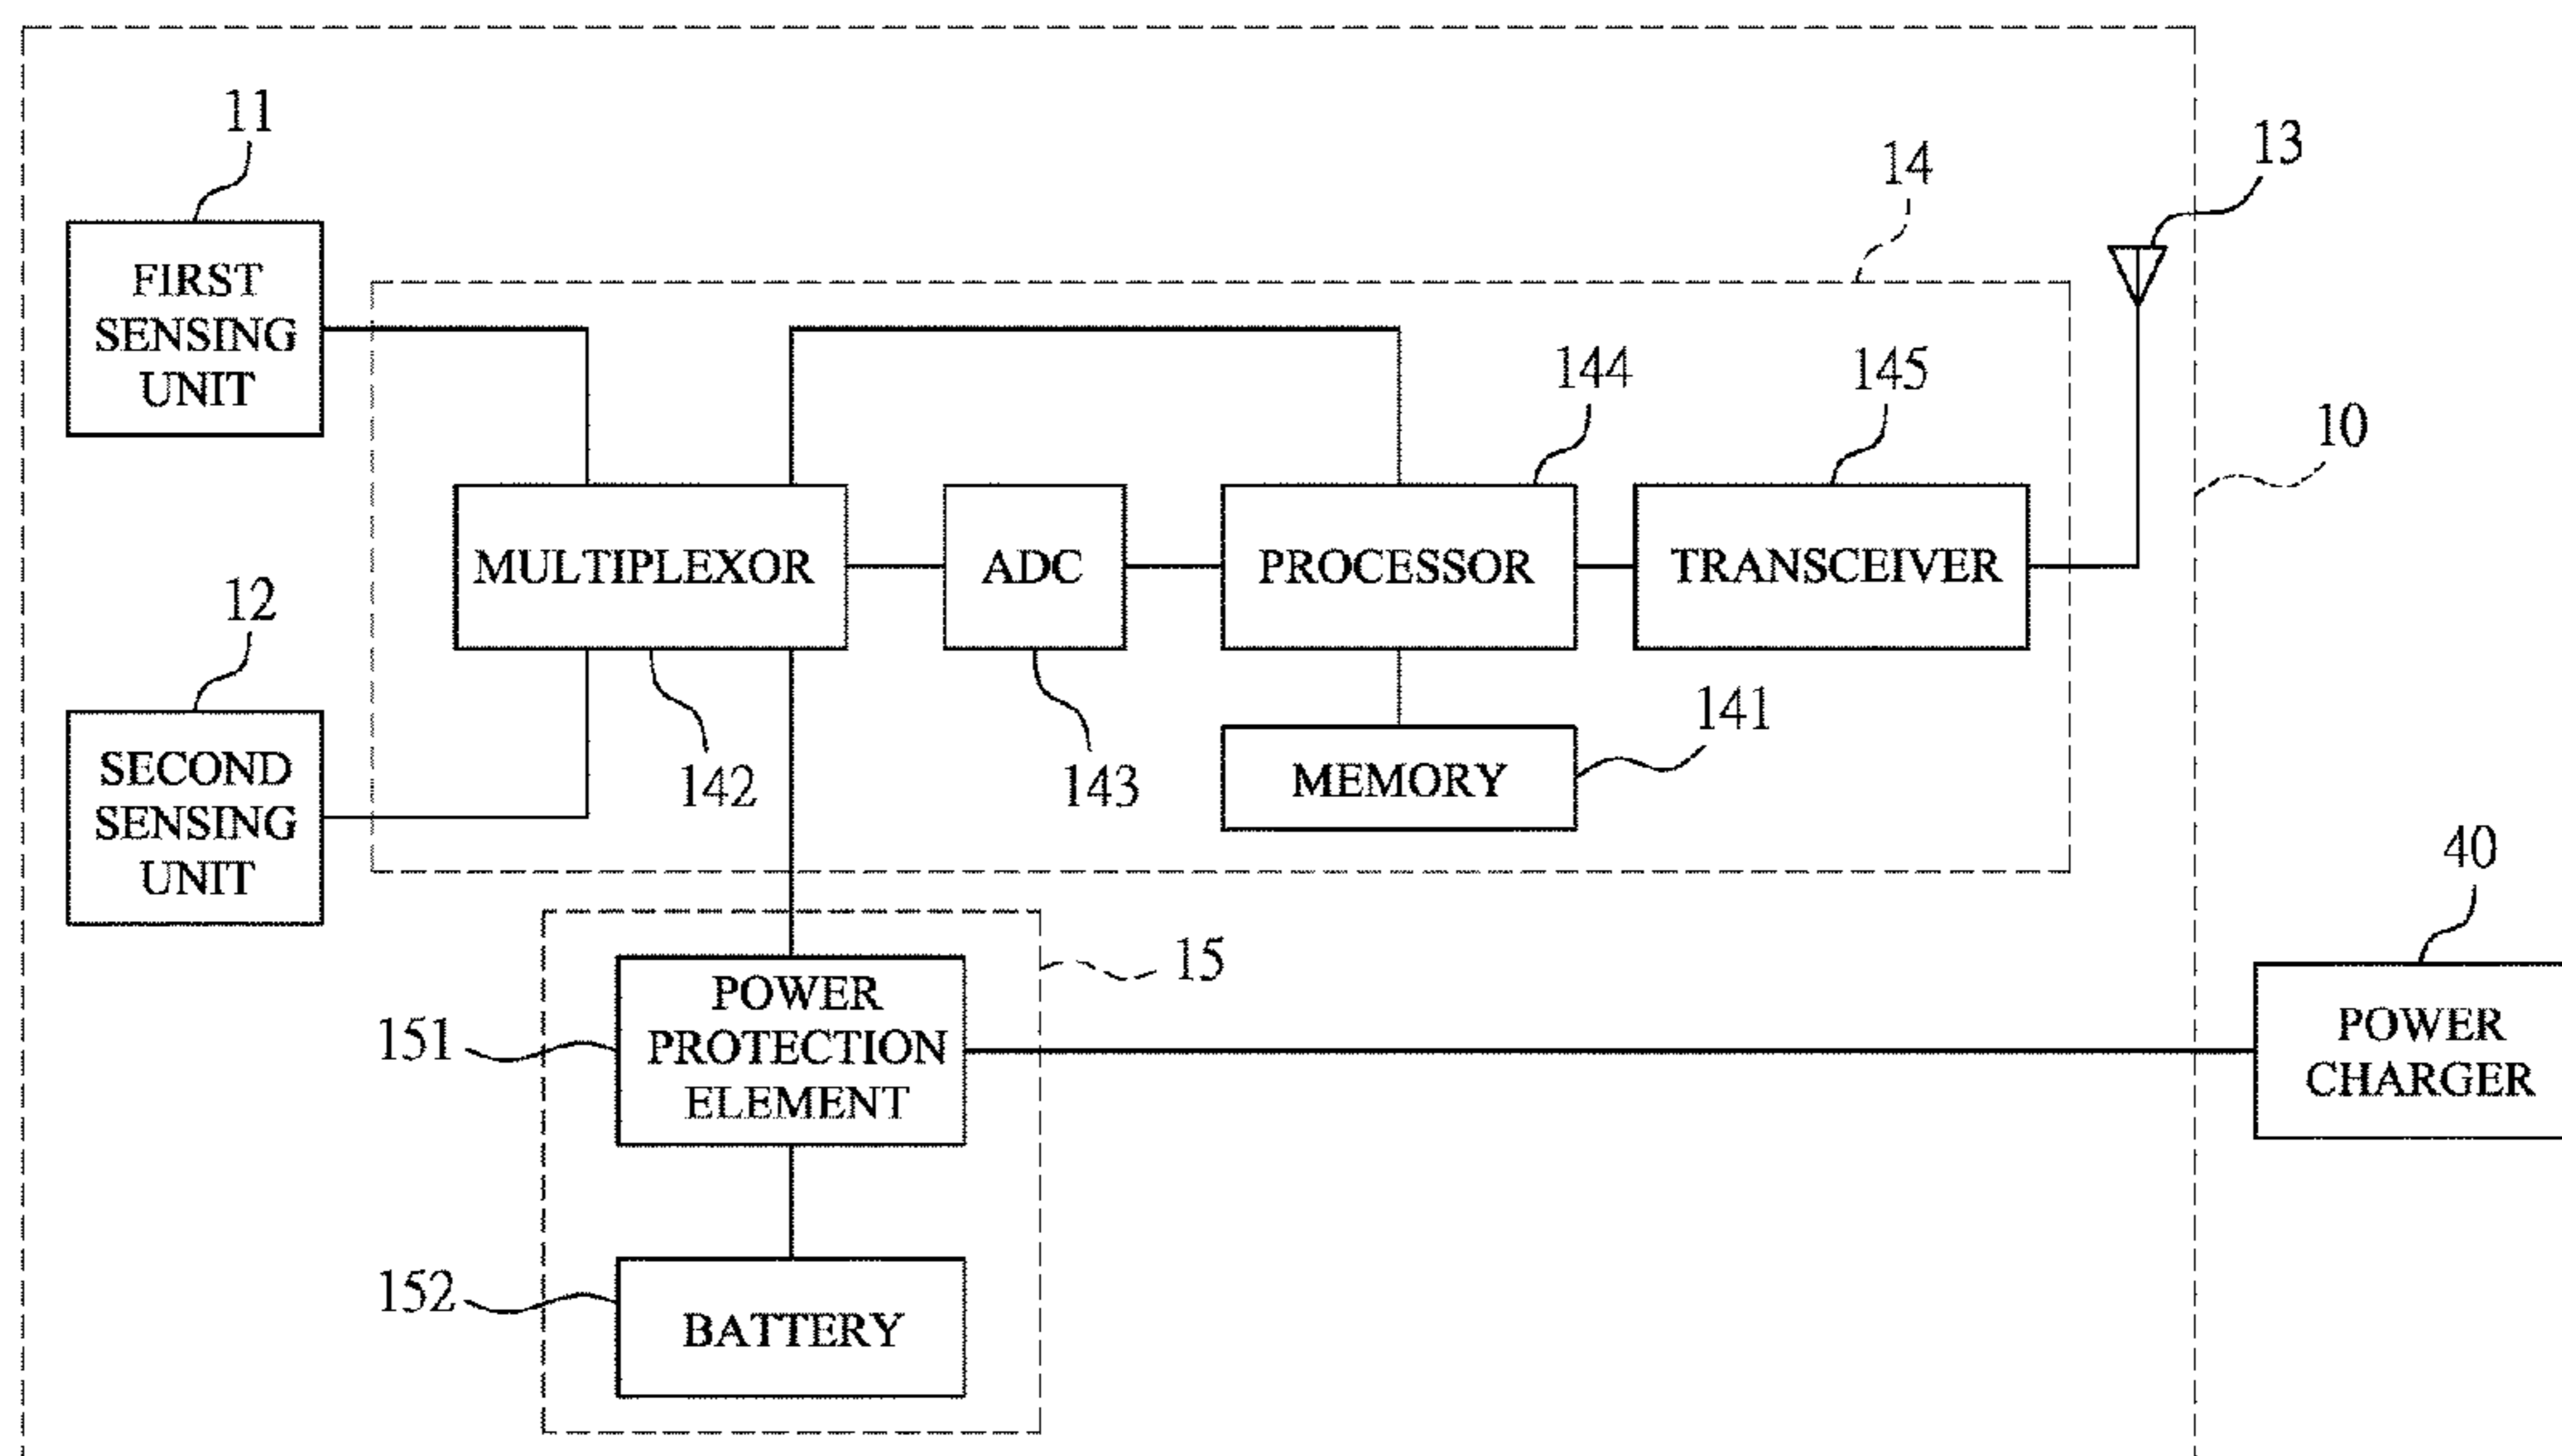 11
13
14
FIRST
SENSING
UNIT
144
145
10
MULTIPLEXOR
ADC
PROCESSOR
TRANSCEIVER
12
141
142
143
MEMORY
SECOND
SENSING
UNIT
40
15
POWER
PROTECTION
ELEMENT
151
POWER
CHARGER
152
BATTERY